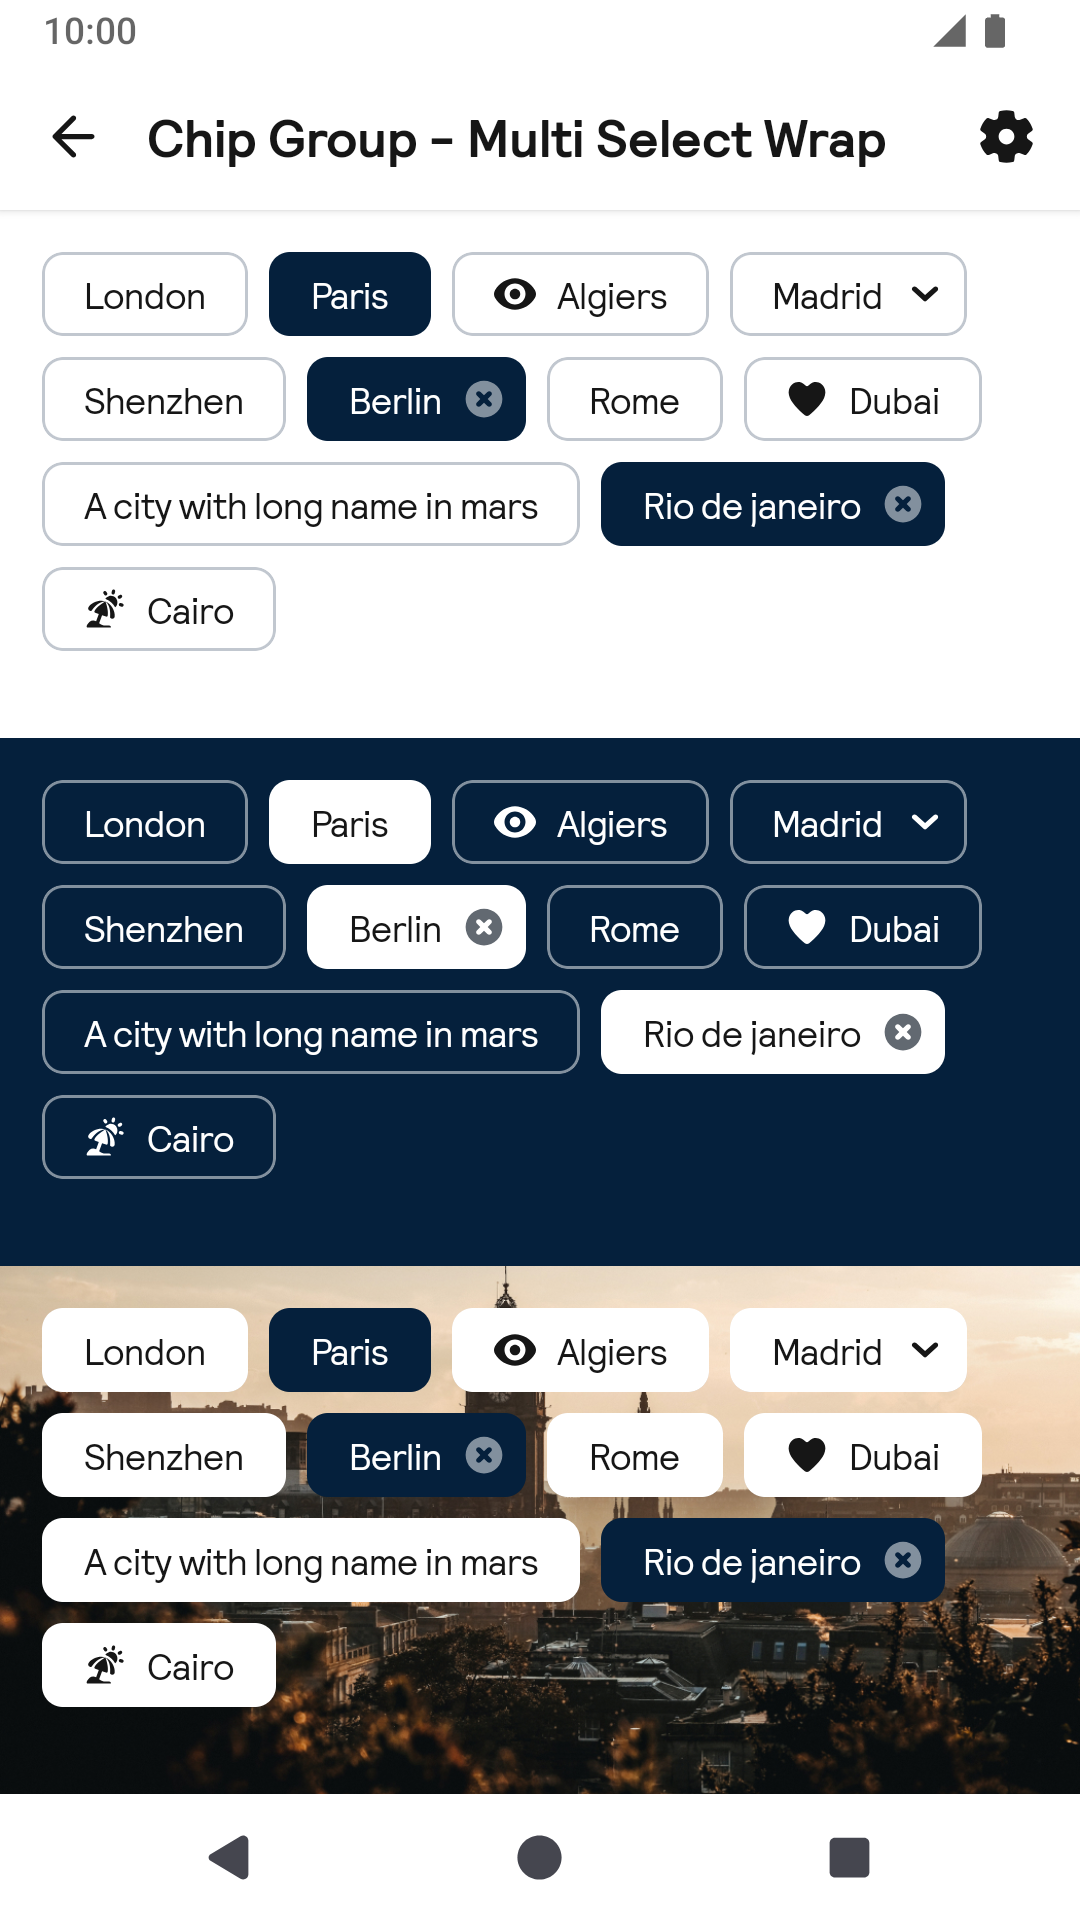 10:00
Chip Group - Multi Select Wrap
London Paris Algiers Madrid
Shenzhen Berlin Rome Dubai
A city with long name in mars Rio de janeiro
Cairo
London Paris Algiers Madrid
Shenzhen Berlin Rome Dubai
A city with long name in mars Rio de janeiro
Cairo
London Paris Algiers Madrid
Shenzhen Berlin Rome Dubai
A city with long name in mars Rio de janeiro
Cairo